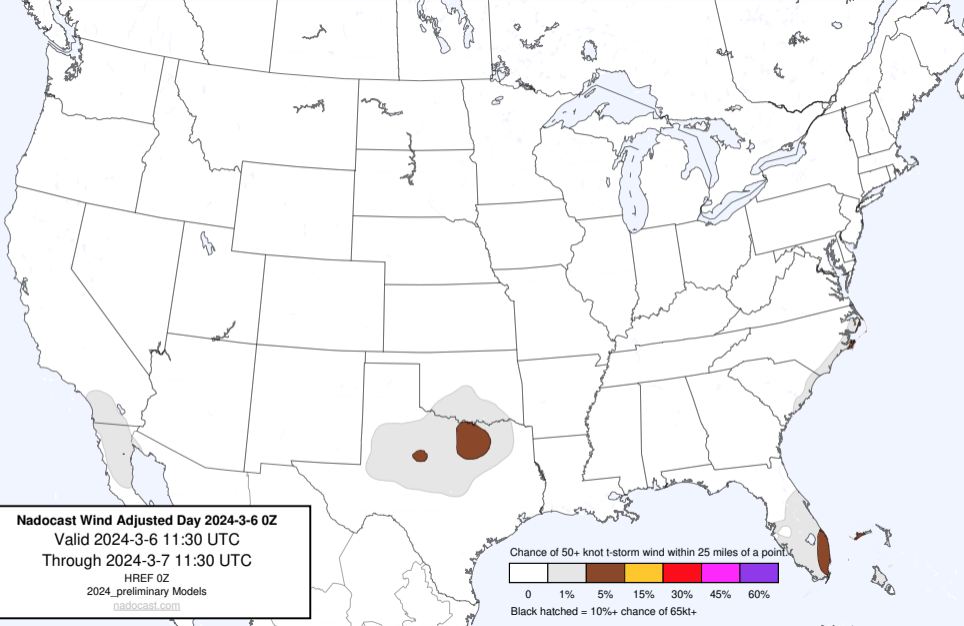 Nadocast Wind Adjusted Day 2024-3-6 0Z
Valid 2024-3-6 11:30 UTC
Through 2024-3-7 11:30 UTC
HREF 0Z
2024_preliminary Models
nadocast.com
Chance of 50+ knot t-storm wind within 25 miles of a point.
0 1% 5% 15% 30% 45% 60%
Black hatched = 10%+ chance of 65kt+